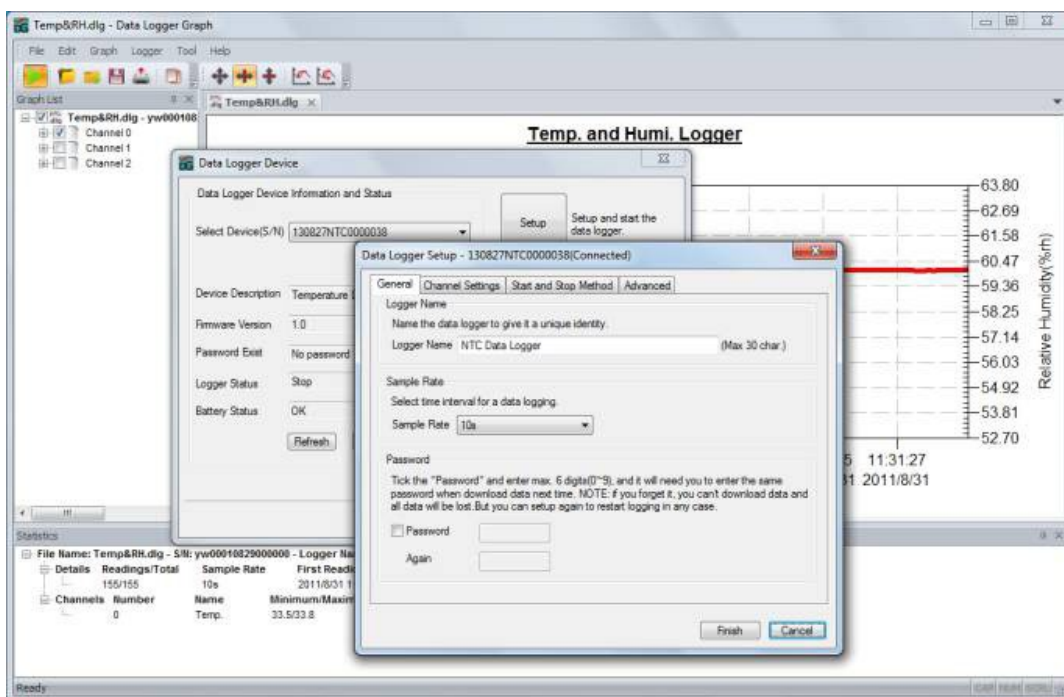 Temp&RH.dlg - Data Logger Graph
File Edit Graph Logger Tool Help
Graph List
Temp&RH.dlg
Temp&RH.dlg - yw000108
Channel 0
Channel 1
Channel 2
Temp. and Humi. Logger
63.80
62.69
61.58
60.47
59.36
58.25
57.14
56.03
54.92
53.81
52.70
Relative Humidity(%rh)
11:31:27
2011/8/31
Data Logger Device
Data Logger Device Information and Status
Select Device(S/N) 130827NTC0000038
Setup
Setup and start the
data logger.
Device Description Temperature
Firmware Version 1.0
Password Exist No password
Logger Status Stop
Battery Status OK
Refresh
Data Logger Setup - 130827NTC0000038(Connected)
General Channel Settings Start and Stop Method Advanced
Logger Name
Name the data logger to give it a unique identity.
Logger Name NTC Data Logger (Max 30 char.)
Sample Rate
Select time interval for a data logging.
Sample Rate 10s
Password
Tick the "Password" and enter max. 6 digits(0~9), and it will need you to enter the same
password when download data next time. NOTE: if you forget it, you can't download data and
all data will be lost.But you can setup again to restart logging in any case.
Password
Again
Finish Cancel
Statistics
File Name: Temp&RH.dlg - S/N: yw00010829000000 - Logger Na
Details Readings/Total Sample Rate First Readi
155/155 10s 2011/8/31 1
Channels Number Name Minimum/Maxim
0 Temp. 33.5/33.8
Ready
CAP NUM SCRL